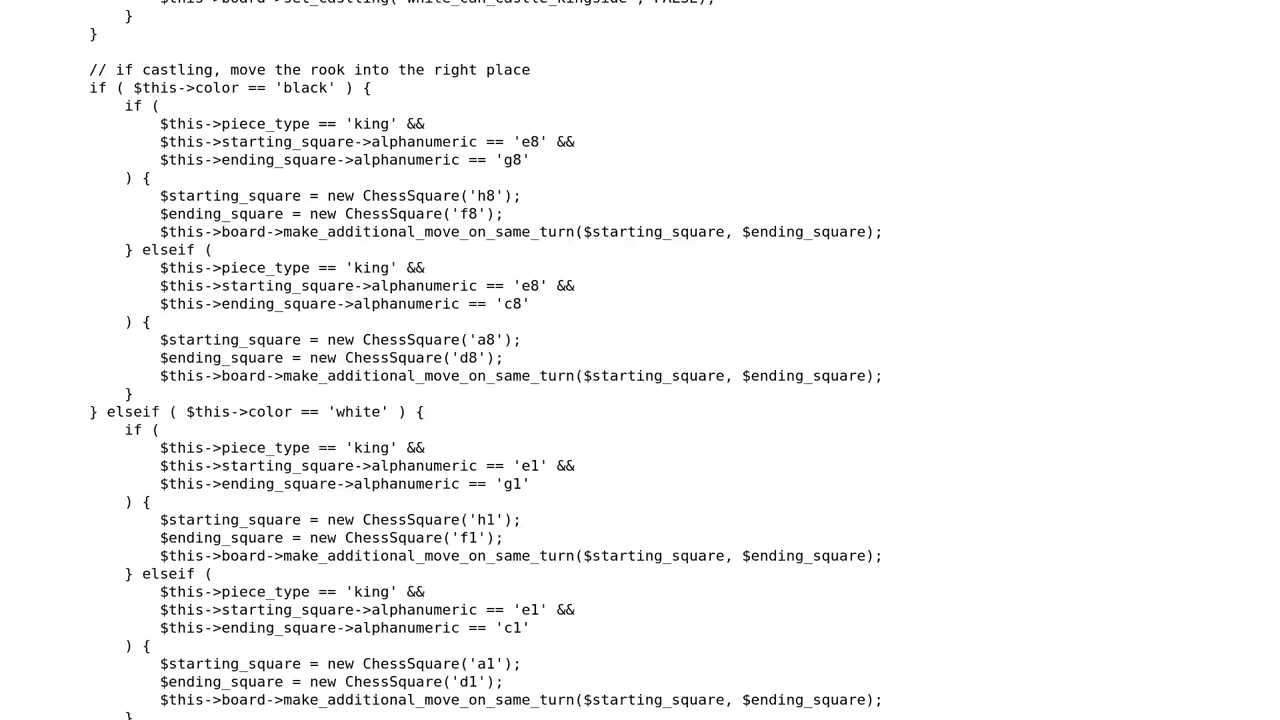 $this->board->set_castling('white_can_castle_kingside', FALSE);
}
}
// if castling, move the rook into the right place
if ( $this->color == 'black' ) {
if (
$this->piece_type == 'king' &&
$this->starting_square->alphanumeric == 'e8' &&
$this->ending_square->alphanumeric == 'g8'
) {
$starting_square = new ChessSquare('h8');
$ending_square = new ChessSquare('f8');
$this->board->make_additional_move_on_same_turn($starting_square, $ending_square);
} elseif (
$this->piece_type == 'king' &&
$this->starting_square->alphanumeric == 'e8' &&
$this->ending_square->alphanumeric == 'c8'
) {
$starting_square = new ChessSquare('a8');
$ending_square = new ChessSquare('d8');
$this->board->make_additional_move_on_same_turn($starting_square, $ending_square);
}
} elseif ( $this->color == 'white' ) {
if (
$this->piece_type == 'king' &&
$this->starting_square->alphanumeric == 'e1' &&
$this->ending_square->alphanumeric == 'g1'
) {
$starting_square = new ChessSquare('h1');
$ending_square = new ChessSquare('f1');
$this->board->make_additional_move_on_same_turn($starting_square, $ending_square);
} elseif (
$this->piece_type == 'king' &&
$this->starting_square->alphanumeric == 'e1' &&
$this->ending_square->alphanumeric == 'c1'
) {
$starting_square = new ChessSquare('a1');
$ending_square = new ChessSquare('d1');
$this->board->make_additional_move_on_same_turn($starting_square, $ending_square);
}